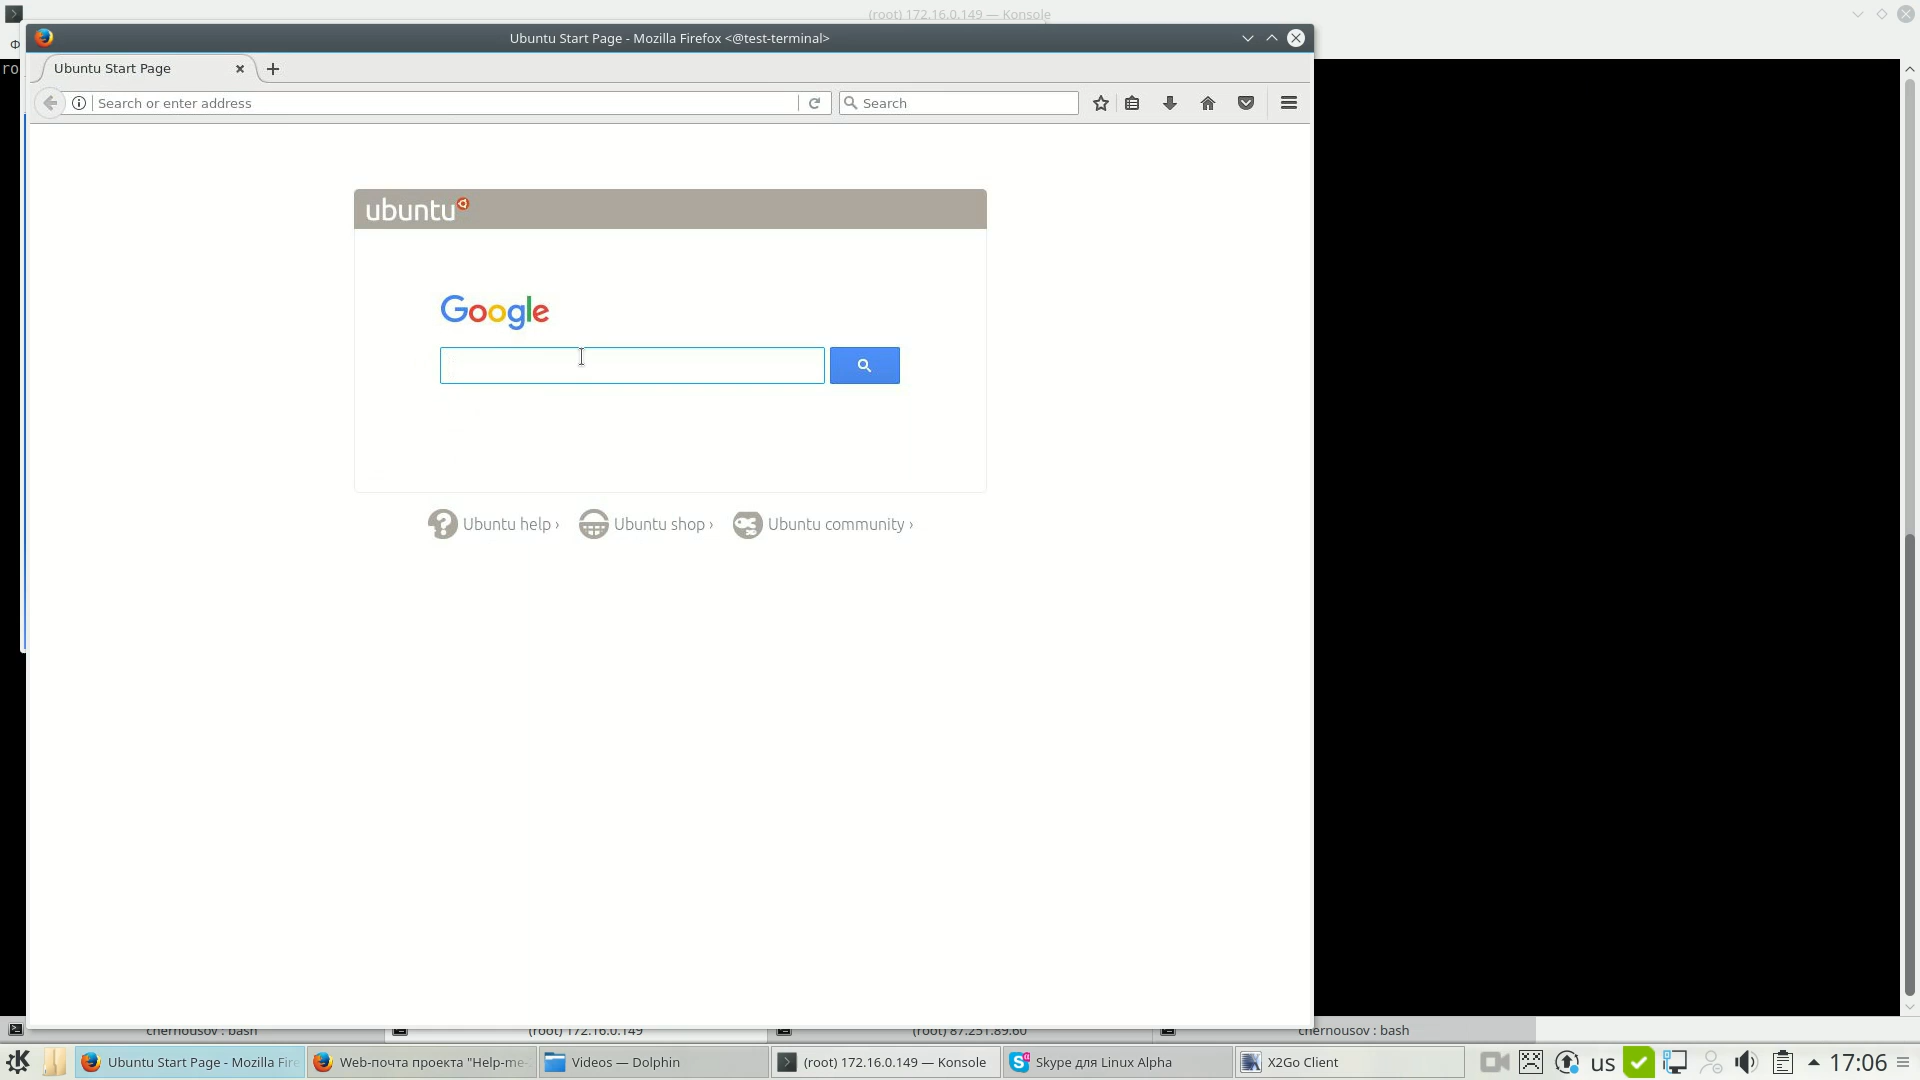 (root) 172.16.0.149 — Konsole
Ubuntu Start Page - Mozilla Firefox <@test-terminal>
Ubuntu Start Page
Search or enter address
Search
ro
ubuntu
Google
Ubuntu help ›
Ubuntu shop ›
Ubuntu community ›
chernousov : bash
(root) 172.16.0.149
(root) 87.251.89.60
chernousov : bash
Ubuntu Start Page - Mozilla Fire
Web-почта проекта "Help-me-
Videos — Dolphin
(root) 172.16.0.149 — Konsole
Skype для Linux Alpha
X2Go Client
us
17:06